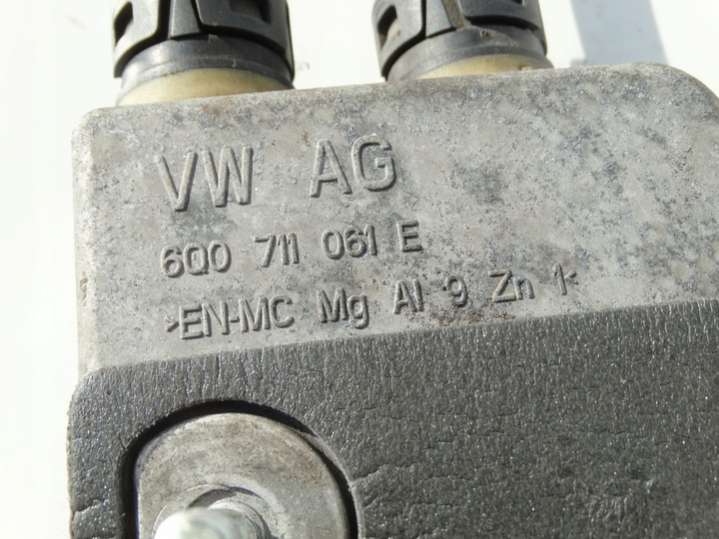 VW AG
6Q0 711 061 E
>EN-MC Mg Al 9 Zn 1<